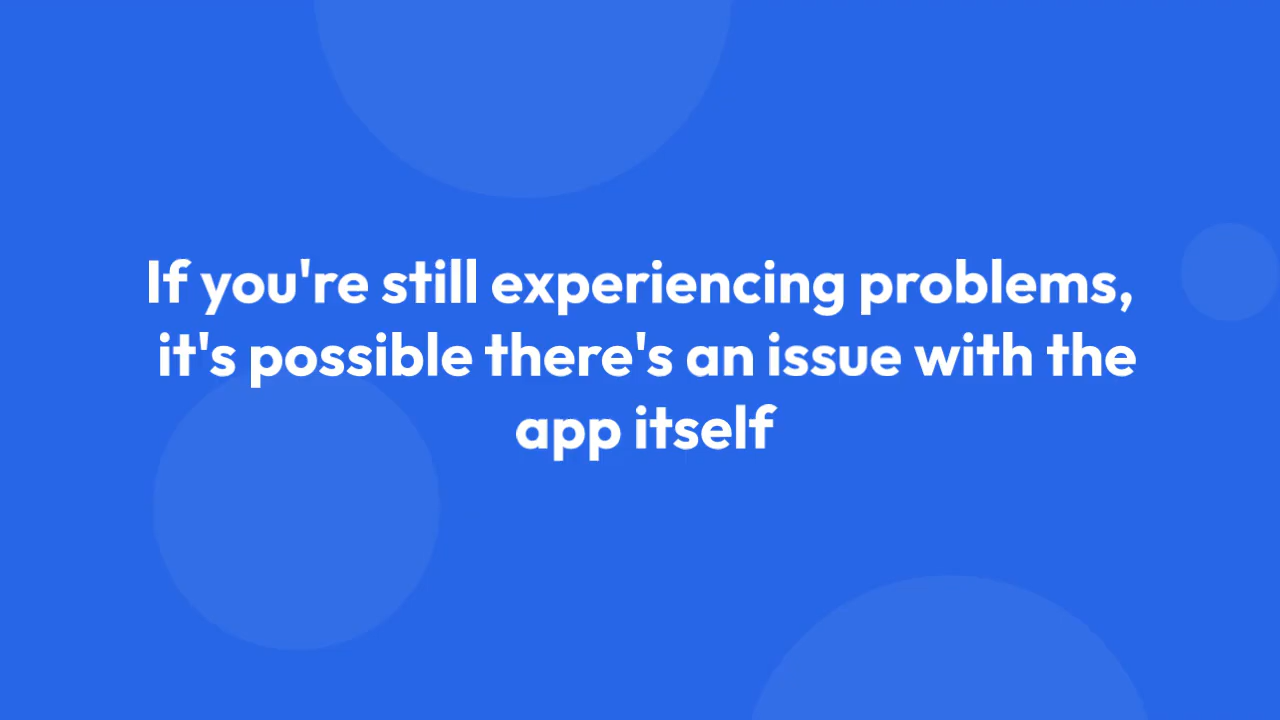 If you're still experiencing problems,
it's possible there's an issue with the
app itself